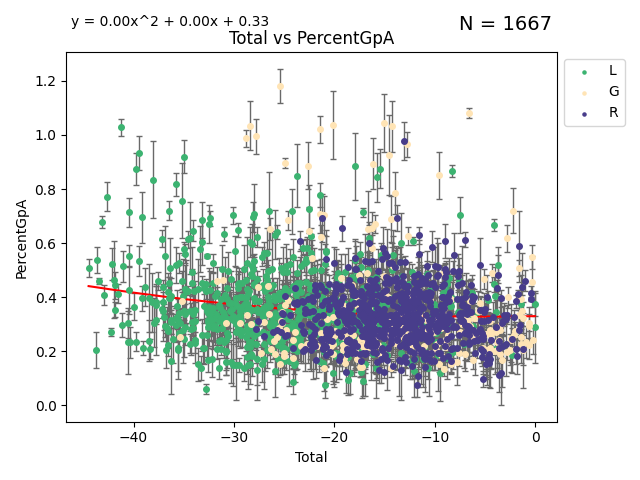 y = 0.00x^2 + 0.00x + 0.33
N = 1667
Total vs PercentGpA
L
G
R
1.2
1.0
0.8
0.6
0.4
0.2
0.0
PercentGpA
−40
−30
−20
−10
0
Total